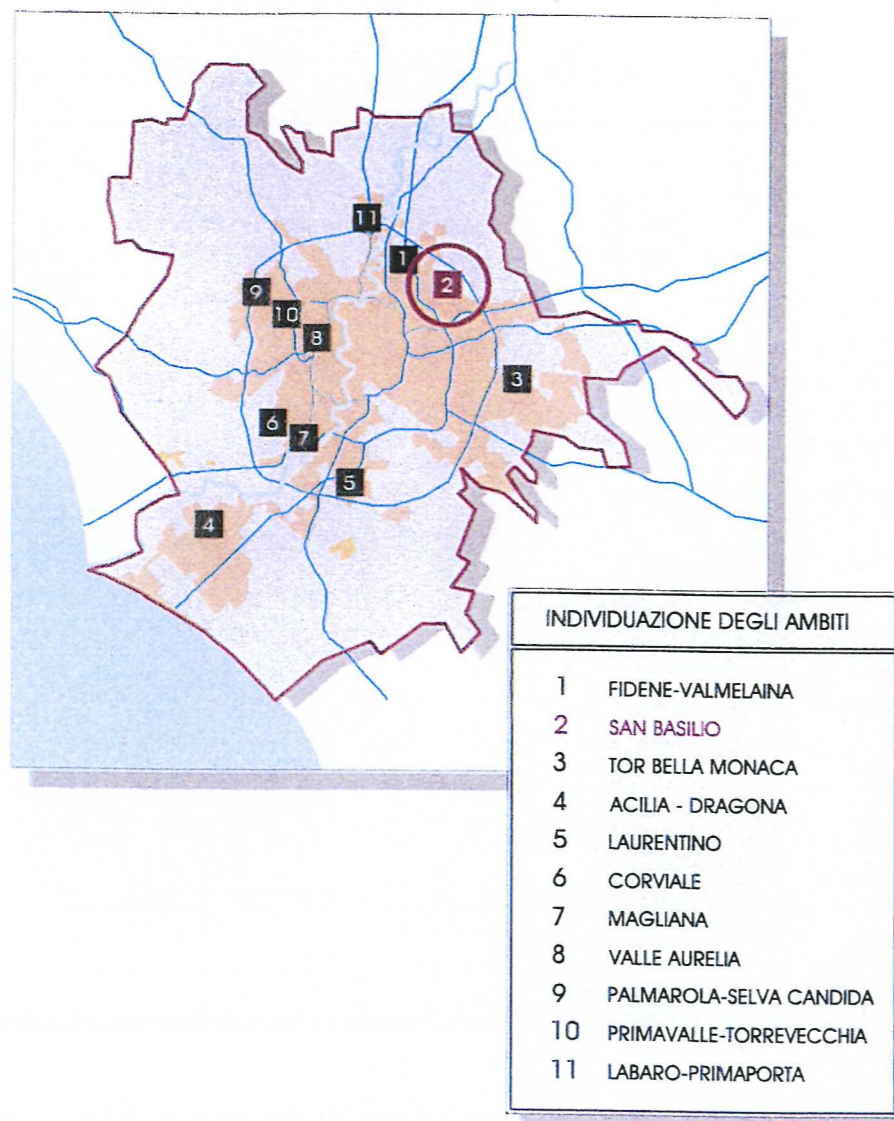 11
1
2
9
10
8
3
6
7
5
4
INDIVIDUAZIONE DEGLI AMBITI
1 FIDENE-VALMELAINA
2 SAN BASILIO
3 TOR BELLA MONACA
4 ACILIA - DRAGONA
5 LAURENTINO
6 CORVIALE
7 MAGLIANA
8 VALLE AURELIA
9 PALMAROLA-SELVA CANDIDA
10 PRIMAVALLE-TORREVECCHIA
11 LABARO-PRIMAPORTA